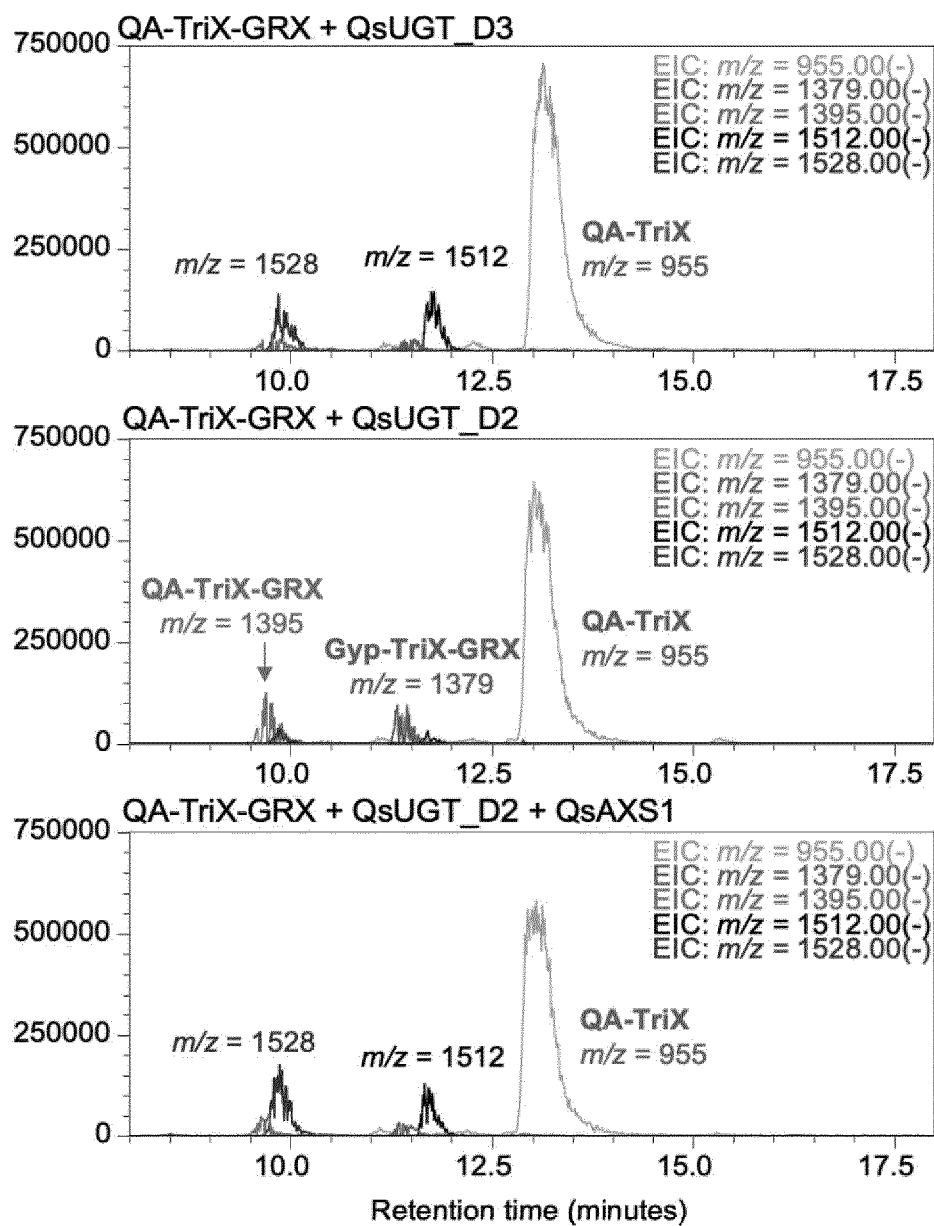 QA-TriX-GRX + QsUGT_D3
750000
500000
250000
0
EIC: m/z = 955.00(-)
EIC: m/z = 1379.00(-)
EIC: m/z = 1395.00(-)
EIC: m/z = 1512.00(-)
EIC: m/z = 1528.00(-)
m/z = 1528
m/z = 1512
QA-TriX
m/z = 955
10.0 12.5 15.0 17.5
QA-TriX-GRX + QsUGT_D2
750000
500000
250000
0
EIC: m/z = 955.00(-)
EIC: m/z = 1379.00(-)
EIC: m/z = 1395.00(-)
EIC: m/z = 1512.00(-)
EIC: m/z = 1528.00(-)
QA-TriX-GRX
m/z = 1395
Gyp-TriX-GRX
m/z = 1379
QA-TriX
m/z = 955
10.0 12.5 15.0 17.5
QA-TriX-GRX + QsUGT_D2 + QsAXS1
750000
500000
250000
0
EIC: m/z = 955.00(-)
EIC: m/z = 1379.00(-)
EIC: m/z = 1395.00(-)
EIC: m/z = 1512.00(-)
EIC: m/z = 1528.00(-)
m/z = 1528
m/z = 1512
QA-TriX
m/z = 955
10.0 12.5 15.0 17.5
Retention time (minutes)